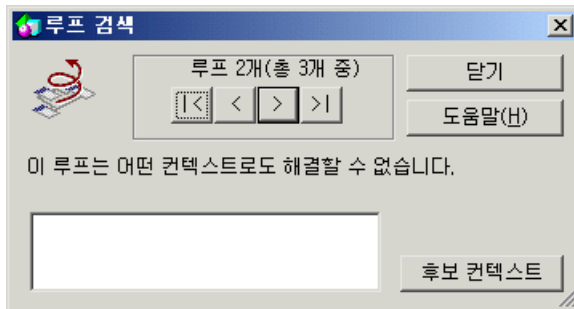 루프 검색
루프 2개(총 3개 중)
|< < > >|
닫기
도움말(H)
이 루프는 어떤 컨텍스트로도 해결할 수 없습니다.
후보 컨텍스트